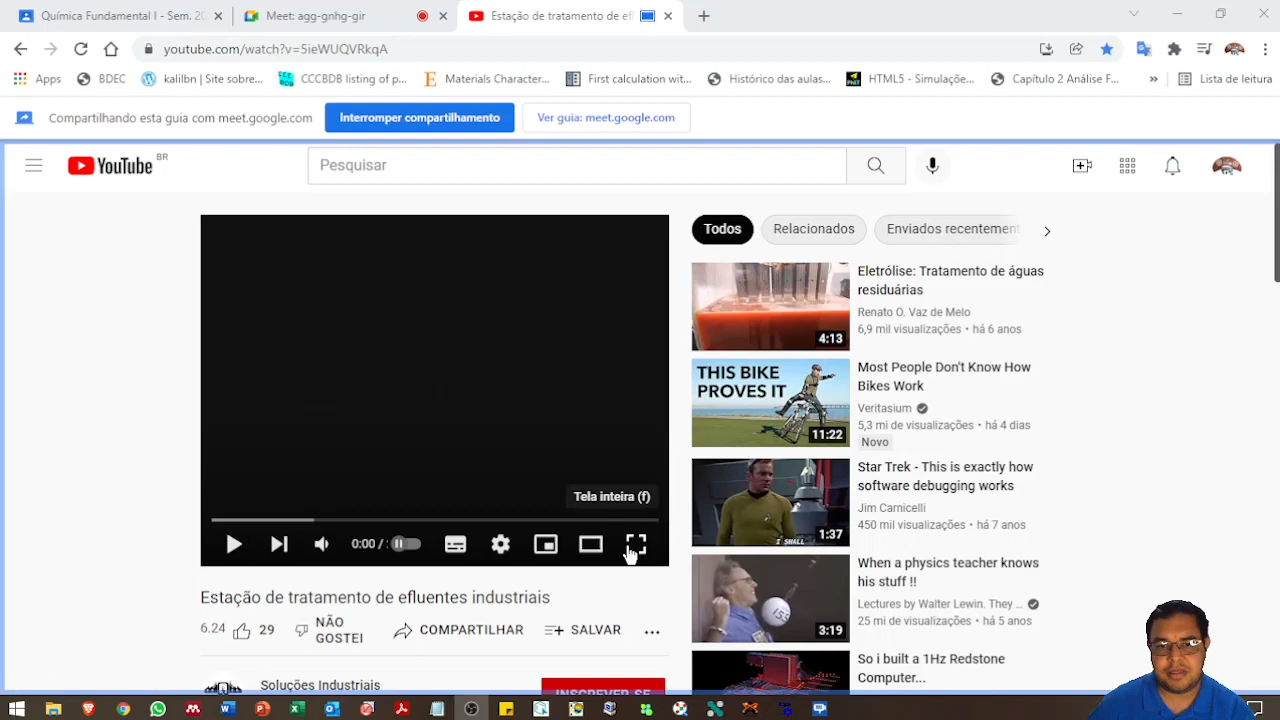 Química Fundamental I - Sem. 20
Meet: agg-gnhg-gir
Estação de tratamento de efl
youtube.com/watch?v=5ieWUQVRkqA
Apps
BDEC
kalilbn | Site sobre...
CCCBDB listing of p...
Materials Character...
First calculation wit...
Histórico das aulas...
HTML5 - Simulaçõe...
Capítulo 2 Análise F...
»
Lista de leitura
Compartilhando esta guia com meet.google.com
Interromper compartilhamento
Ver guia: meet.google.com
YouTube BR
Pesquisar
Todos
Relacionados
Enviados recentement
Eletrólise: Tratamento de águas
residuárias
Renato O. Vaz de Melo
6,9 mil visualizações • há 6 anos
4:13
THIS BIKE
PROVES IT
11:22
Most People Don't Know How
Bikes Work
Veritasium
5,3 mi de visualizações • há 4 dias
Novo
Star Trek - This is exactly how
software debugging works
Jim Carnicelli
450 mil visualizações • há 7 anos
I SHALL
1:37
When a physics teacher knows
his stuff !!
Lectures by Walter Lewin. They ...
25 mi de visualizações • há 5 anos
3:19
So i built a 1Hz Redstone
Computer...
Tela inteira (f)
0:00 /
Estação de tratamento de efluentes industriais
6.24
29
NÃO
GOSTEI
COMPARTILHAR
SALVAR
...
Soluções Industriais
INSCREVER-SE